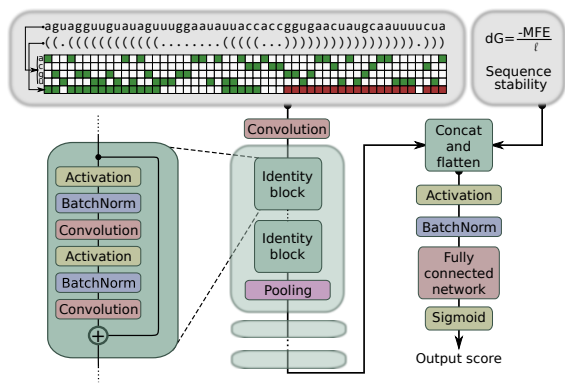 aguagguuguauaguuuggaauauuaccaccggugaacuaugcaauuuucua
a
c
g
u
dG= -MFE
ℓ
Sequence
stability
Convolution
Concat
and
flatten
Activation
BatchNorm
Convolution
Activation
BatchNorm
Convolution
+
Identity
block
Identity
block
Pooling
Activation
BatchNorm
Fully
connected
network
Sigmoid
Output score